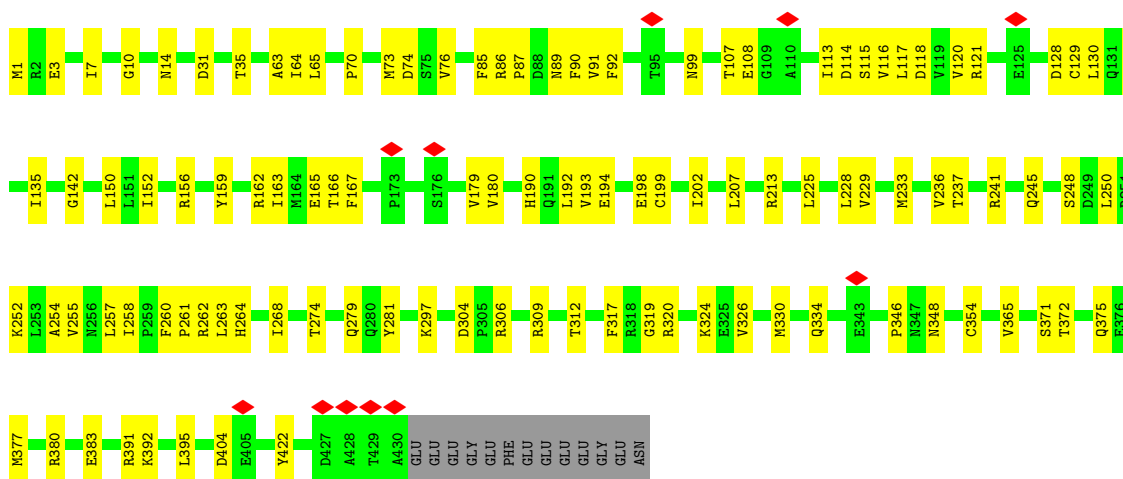 M1 R2 E3 I7 G10 N14 D31 T35 A63 I64 L65 P70 M73 D74 S75 V76 F85 R86 P87 D88 N89 F90 V91 F92 T95 N99 T107 E108 G109 A110 I113 D114 S115 V116 L117 D118 V119 V120 R121 E125 D128 C129 L130 Q131
I135 G142 L150 L151 I152 R156 Y159 R162 I163 M164 E165 T166 F167 P173 S176 V179 V180 H190 Q191 L192 V193 E194 E198 C199 I202 L207 R213 L225 L228 V229 M233 V236 T237 R241 Q245 S248 D249 L250
K252 L253 A254 V255 N256 L257 I258 P259 F260 P261 R262 L263 H264 I268 T274 Q279 Q280 Y281 K297 D304 P305 R306 R309 T312 F317 R318 G319 R320 K324 E325 V326 M330 Q334 E343 P346 N347 N348 C354 V365 S371 T372 Q375 E376
M377 R380 E383 R391 K392 L395 D404 E405 Y422 D427 A428 T429 A430 GLU GLU GLU GLY GLU PHE GLU GLU GLU GLU GLY GLU ASN